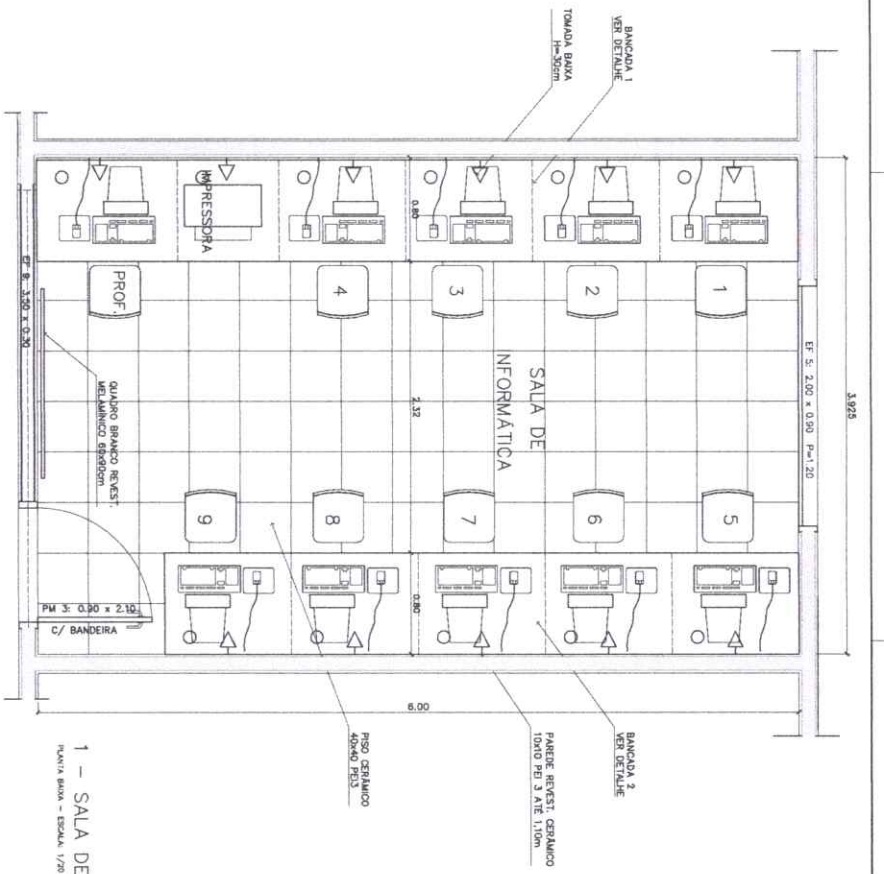 BANCADA 1
VER DETALHE
TOMADA BAIXA
H=30cm
3.925
EF 5: 2.00 x 0.90 P=1.20
0.80
2.32
0.80
1
2
3
4
IMPRESSORA
PROF.
SALA DE
INFORMÁTICA
5
6
7
8
9
QUADRO BRANCO REVEST.
MELAMÍNICO 60x90cm
EF 9: 3.50 x 0.30
PM 3: 0.90 x 2.10
C/ BANDEIRA
6.00
BANCADA 2
VER DETALHE
PAREDE REVEST. CERÂMICO
10x10 PEI 3 ATÉ 1,10m
PISO CERÂMICO
40x40 PEI3
1 - SALA DE
PLANTA BAIXA - ESCALA: 1/20